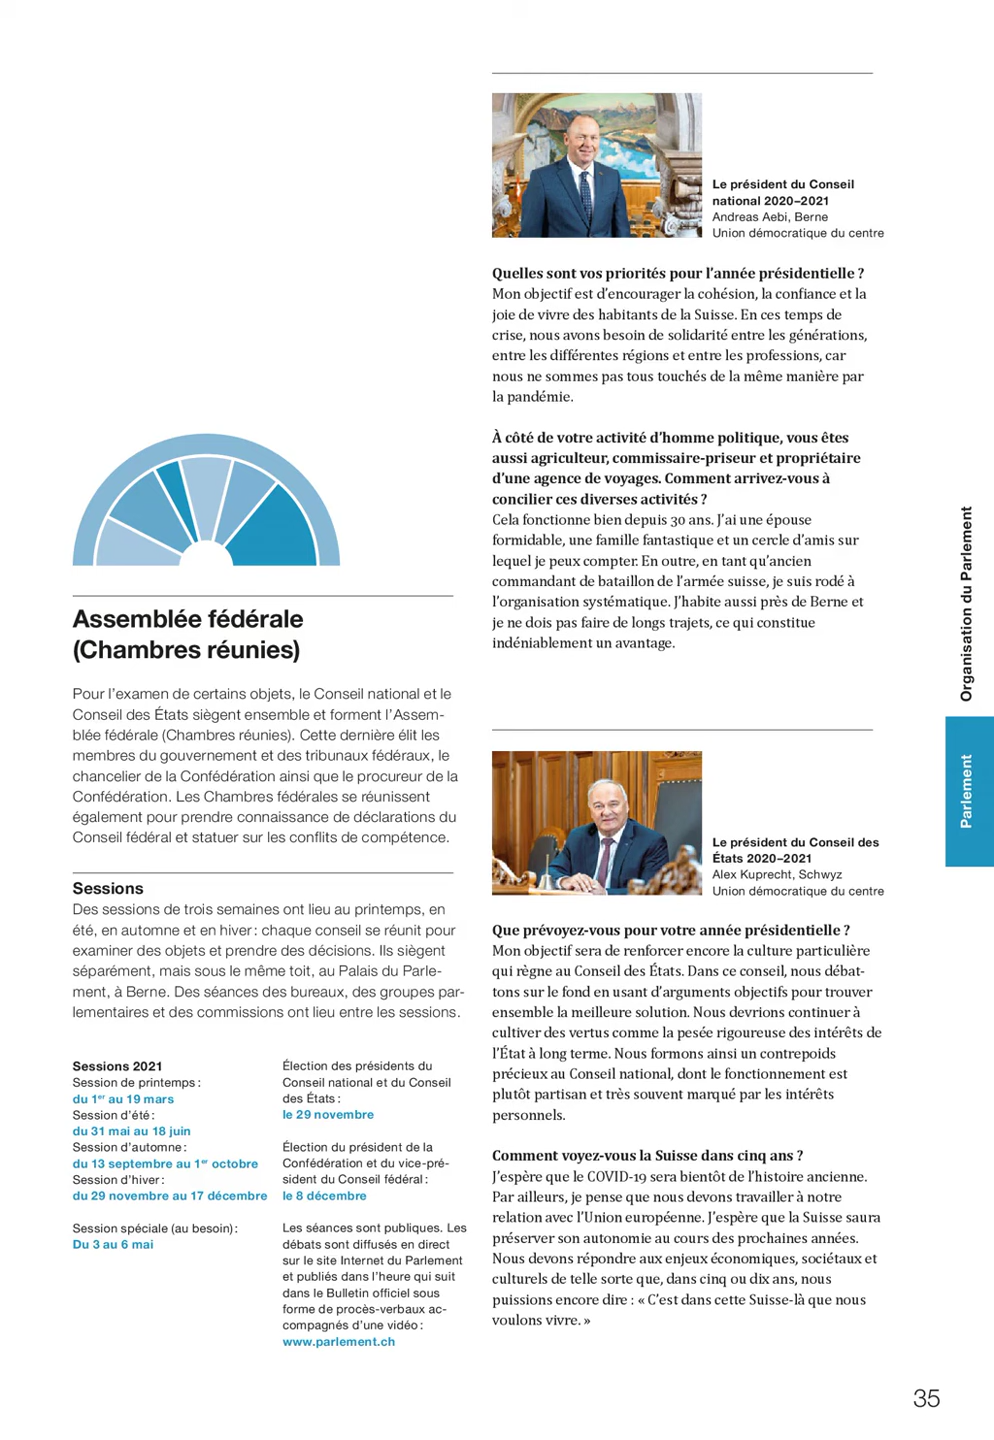 Assemblée fédérale
(Chambres réunies)
Pour l’examen de certains objets, le Conseil national et le
Conseil des États siègent ensemble et forment l’Assem-
blée fédérale (Chambres réunies). Cette dernière élit les
membres du gouvernement et des tribunaux fédéraux, le
chancelier de la Confédération ainsi que le procureur de la
Confédération. Les Chambres fédérales se réunissent
également pour prendre connaissance de déclarations du
Conseil fédéral et statuer sur les conflits de compétence.
Sessions
Des sessions de trois semaines ont lieu au printemps, en
été, en automne et en hiver : chaque conseil se réunit pour
examiner des objets et prendre des décisions. Ils siègent
séparément, mais sous le même toit, au Palais du Parle-
ment, à Berne. Des séances des bureaux, des groupes par-
lementaires et des commissions ont lieu entre les sessions.
Sessions 2021
Session de printemps :
du 1er au 19 mars
Session d’été :
du 31 mai au 18 juin
Session d’automne :
du 13 septembre au 1er octobre
Session d’hiver :
du 29 novembre au 17 décembre
Session spéciale (au besoin) :
Du 3 au 6 mai
Élection des présidents du
Conseil national et du Conseil
des États :
le 29 novembre
Élection du président de la
Confédération et du vice-pré-
sident du Conseil fédéral :
le 8 décembre
Les séances sont publiques. Les
débats sont diffusés en direct
sur le site Internet du Parlement
et publiés dans l’heure qui suit
dans le Bulletin officiel sous
forme de procès-verbaux ac-
compagnés d’une vidéo :
www.parlement.ch
Le président du Conseil
national 2020–2021
Andreas Aebi, Berne
Union démocratique du centre
Quelles sont vos priorités pour l’année présidentielle ?
Mon objectif est d’encourager la cohésion, la confiance et la
joie de vivre des habitants de la Suisse. En ces temps de
crise, nous avons besoin de solidarité entre les générations,
entre les différentes régions et entre les professions, car
nous ne sommes pas tous touchés de la même manière par
la pandémie.
À côté de votre activité d’homme politique, vous êtes
aussi agriculteur, commissaire-priseur et propriétaire
d’une agence de voyages. Comment arrivez-vous à
concilier ces diverses activités ?
Cela fonctionne bien depuis 30 ans. J’ai une épouse
formidable, une famille fantastique et un cercle d’amis sur
lequel je peux compter. En outre, en tant qu’ancien
commandant de bataillon de l’armée suisse, je suis rodé à
l’organisation systématique. J’habite aussi près de Berne et
je ne dois pas faire de longs trajets, ce qui constitue
indéniablement un avantage.
Le président du Conseil des
États 2020–2021
Alex Kuprecht, Schwyz
Union démocratique du centre
Que prévoyez-vous pour votre année présidentielle ?
Mon objectif sera de renforcer encore la culture particulière
qui règne au Conseil des États. Dans ce conseil, nous débat-
tons sur le fond en usant d’arguments objectifs pour trouver
ensemble la meilleure solution. Nous devrions continuer à
cultiver des vertus comme la pesée rigoureuse des intérêts de
l’État à long terme. Nous formons ainsi un contrepoids
précieux au Conseil national, dont le fonctionnement est
plutôt partisan et très souvent marqué par les intérêts
personnels.
Comment voyez-vous la Suisse dans cinq ans ?
J’espère que le COVID-19 sera bientôt de l’histoire ancienne.
Par ailleurs, je pense que nous devons travailler à notre
relation avec l’Union européenne. J’espère que la Suisse saura
préserver son autonomie au cours des prochaines années.
Nous devons répondre aux enjeux économiques, sociétaux et
culturels de telle sorte que, dans cinq ou dix ans, nous
puissions encore dire : « C’est dans cette Suisse-là que nous
voulons vivre. »
Organisation du Parlement
Parlement
35